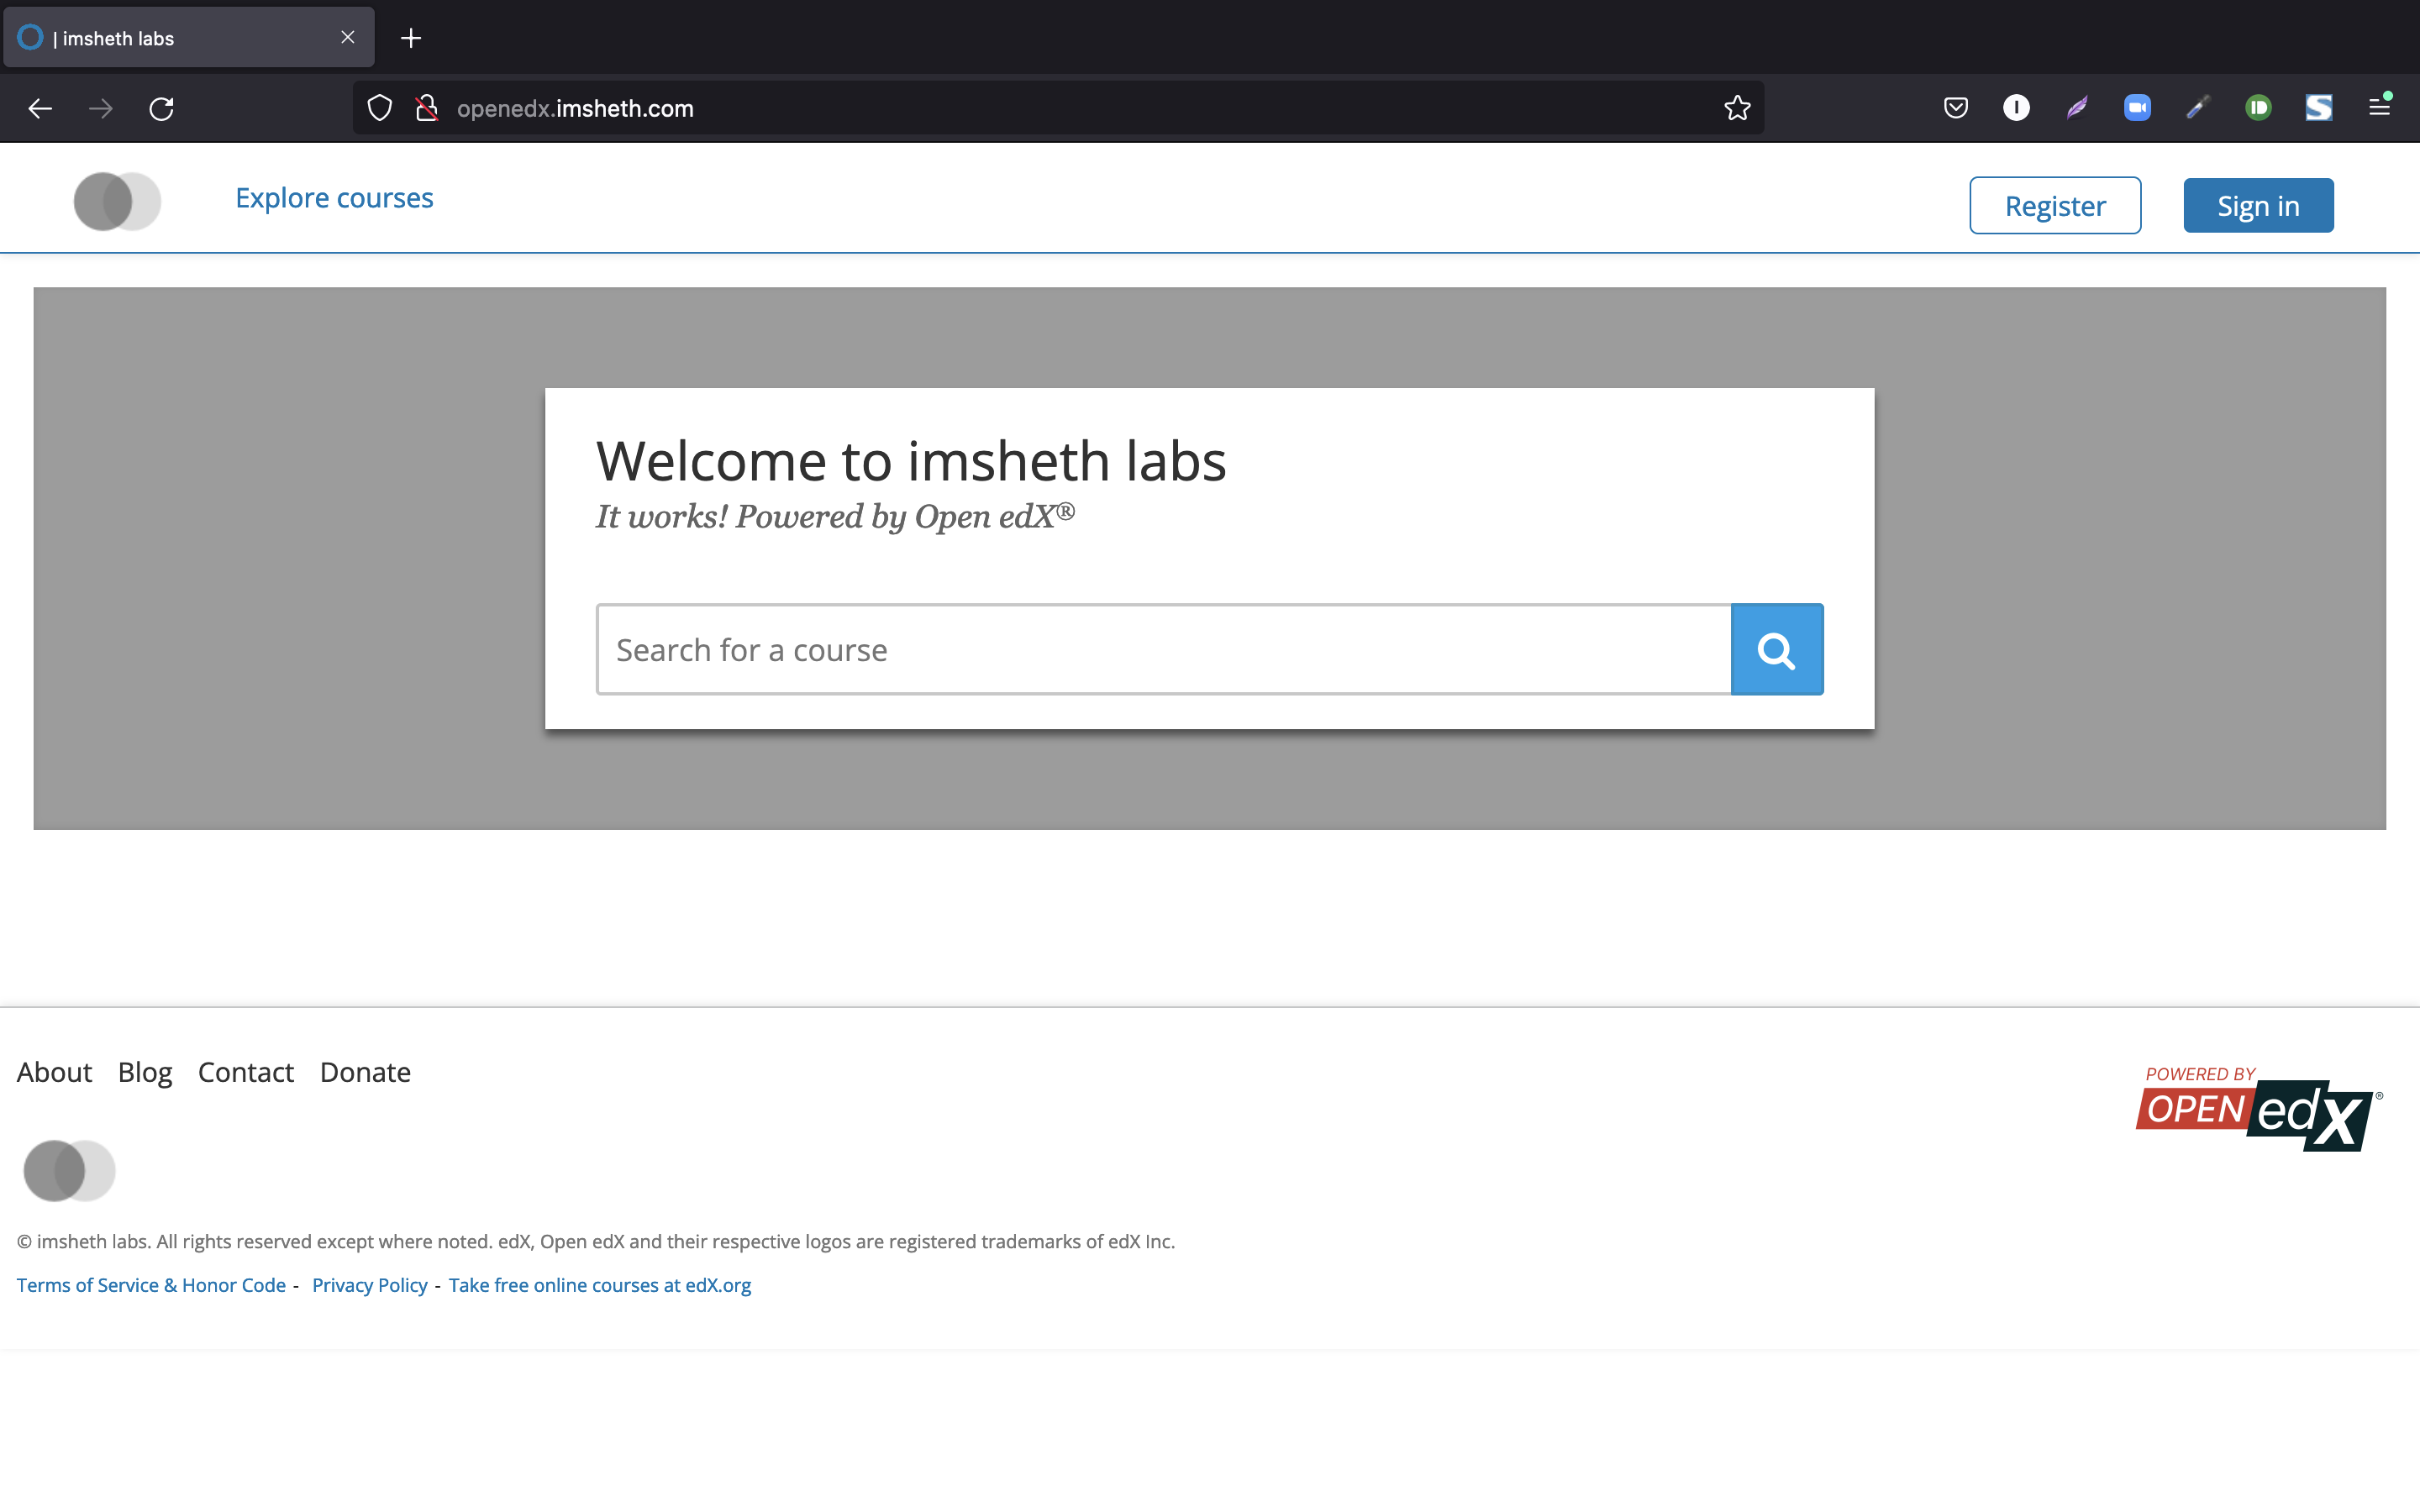 | imsheth labs
openedx.imsheth.com
Explore courses
Register
Sign in
Welcome to imsheth labs
It works! Powered by Open edX®
Search for a course
About Blog Contact Donate
POWERED BY
OPEN edX®
© imsheth labs. All rights reserved except where noted. edX, Open edX and their respective logos are registered trademarks of edX Inc.
Terms of Service & Honor Code - Privacy Policy - Take free online courses at edX.org